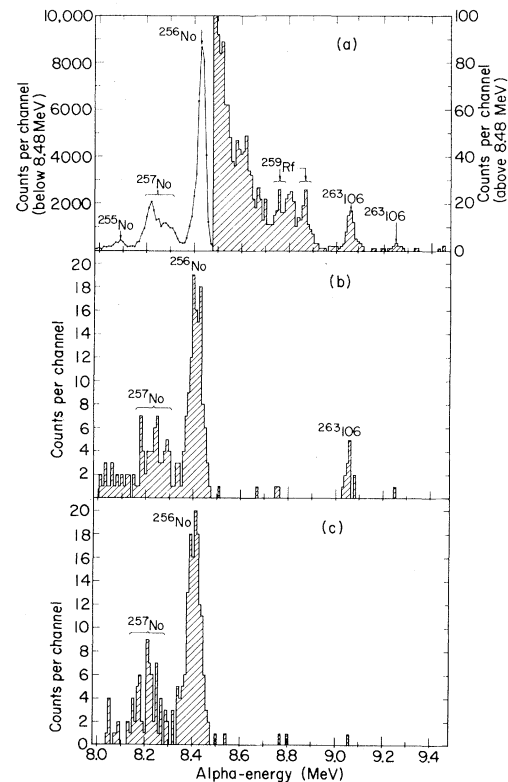 10,000
8000
6000
4000
2000
Counts per channel
(below 8.48 MeV)
100
80
60
40
20
0
Counts per channel
(above 8.48 MeV)
(a)
²⁵⁶No
²⁵⁷No
²⁵⁵No
²⁵⁹Rf
²⁶³106
²⁶³106
20
18
16
14
12
10
8
6
4
2
Counts per channel
(b)
²⁵⁶No
²⁵⁷No
²⁶³106
20
18
16
14
12
10
8
6
4
2
0
Counts per channel
(c)
²⁵⁶No
²⁵⁷No
8.0 8.2 8.4 8.6 8.8 9.0 9.2 9.4
Alpha-energy (MeV)